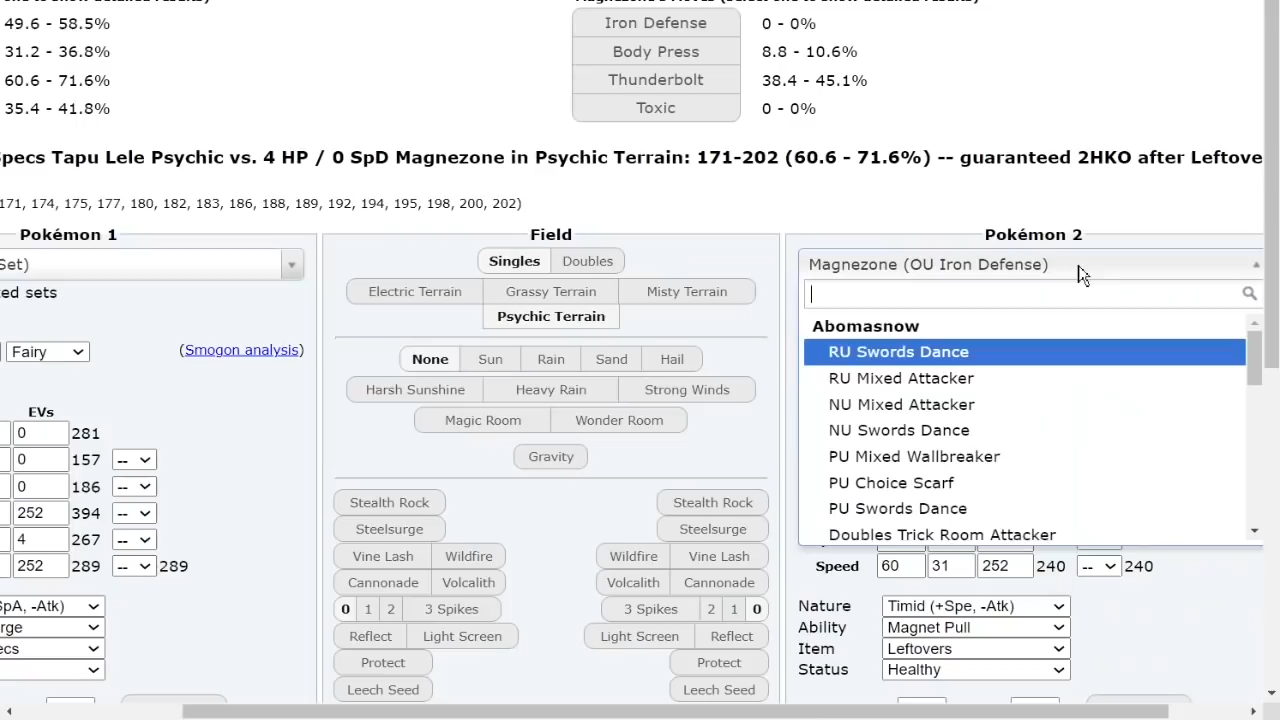 49.6 - 58.5%
31.2 - 36.8%
60.6 - 71.6%
35.4 - 41.8%
Iron Defense 0 - 0%
Body Press 8.8 - 10.6%
Thunderbolt 38.4 - 45.1%
Toxic 0 - 0%
Specs Tapu Lele Psychic vs. 4 HP / 0 SpD Magnezone in Psychic Terrain: 171-202 (60.6 - 71.6%) -- guaranteed 2HKO after Leftove
171, 174, 175, 177, 180, 182, 183, 186, 188, 189, 192, 194, 195, 198, 200, 202)
Pokémon 1
Set)
ed sets
Fairy
(Smogon analysis)
EVs
0 281
0 157 --
0 186 --
252 394 --
4 267 --
252 289 -- 289
SpA, -Atk)
rge
ecs
Field
Singles Doubles
Electric Terrain Grassy Terrain Misty Terrain
Psychic Terrain
None Sun Rain Sand Hail
Harsh Sunshine Heavy Rain Strong Winds
Magic Room Wonder Room
Gravity
Stealth Rock Stealth Rock
Steelsurge Steelsurge
Vine Lash Wildfire Wildfire Vine Lash
Cannonade Volcalith Volcalith Cannonade
0 1 2 3 Spikes 3 Spikes 2 1 0
Reflect Light Screen Light Screen Reflect
Protect Protect
Leech Seed Leech Seed
Pokémon 2
Magnezone (OU Iron Defense)
Abomasnow
RU Swords Dance
RU Mixed Attacker
NU Mixed Attacker
NU Swords Dance
PU Mixed Wallbreaker
PU Choice Scarf
PU Swords Dance
Doubles Trick Room Attacker
Speed 60 31 252 240 -- 240
Nature Timid (+Spe, -Atk)
Ability Magnet Pull
Item Leftovers
Status Healthy